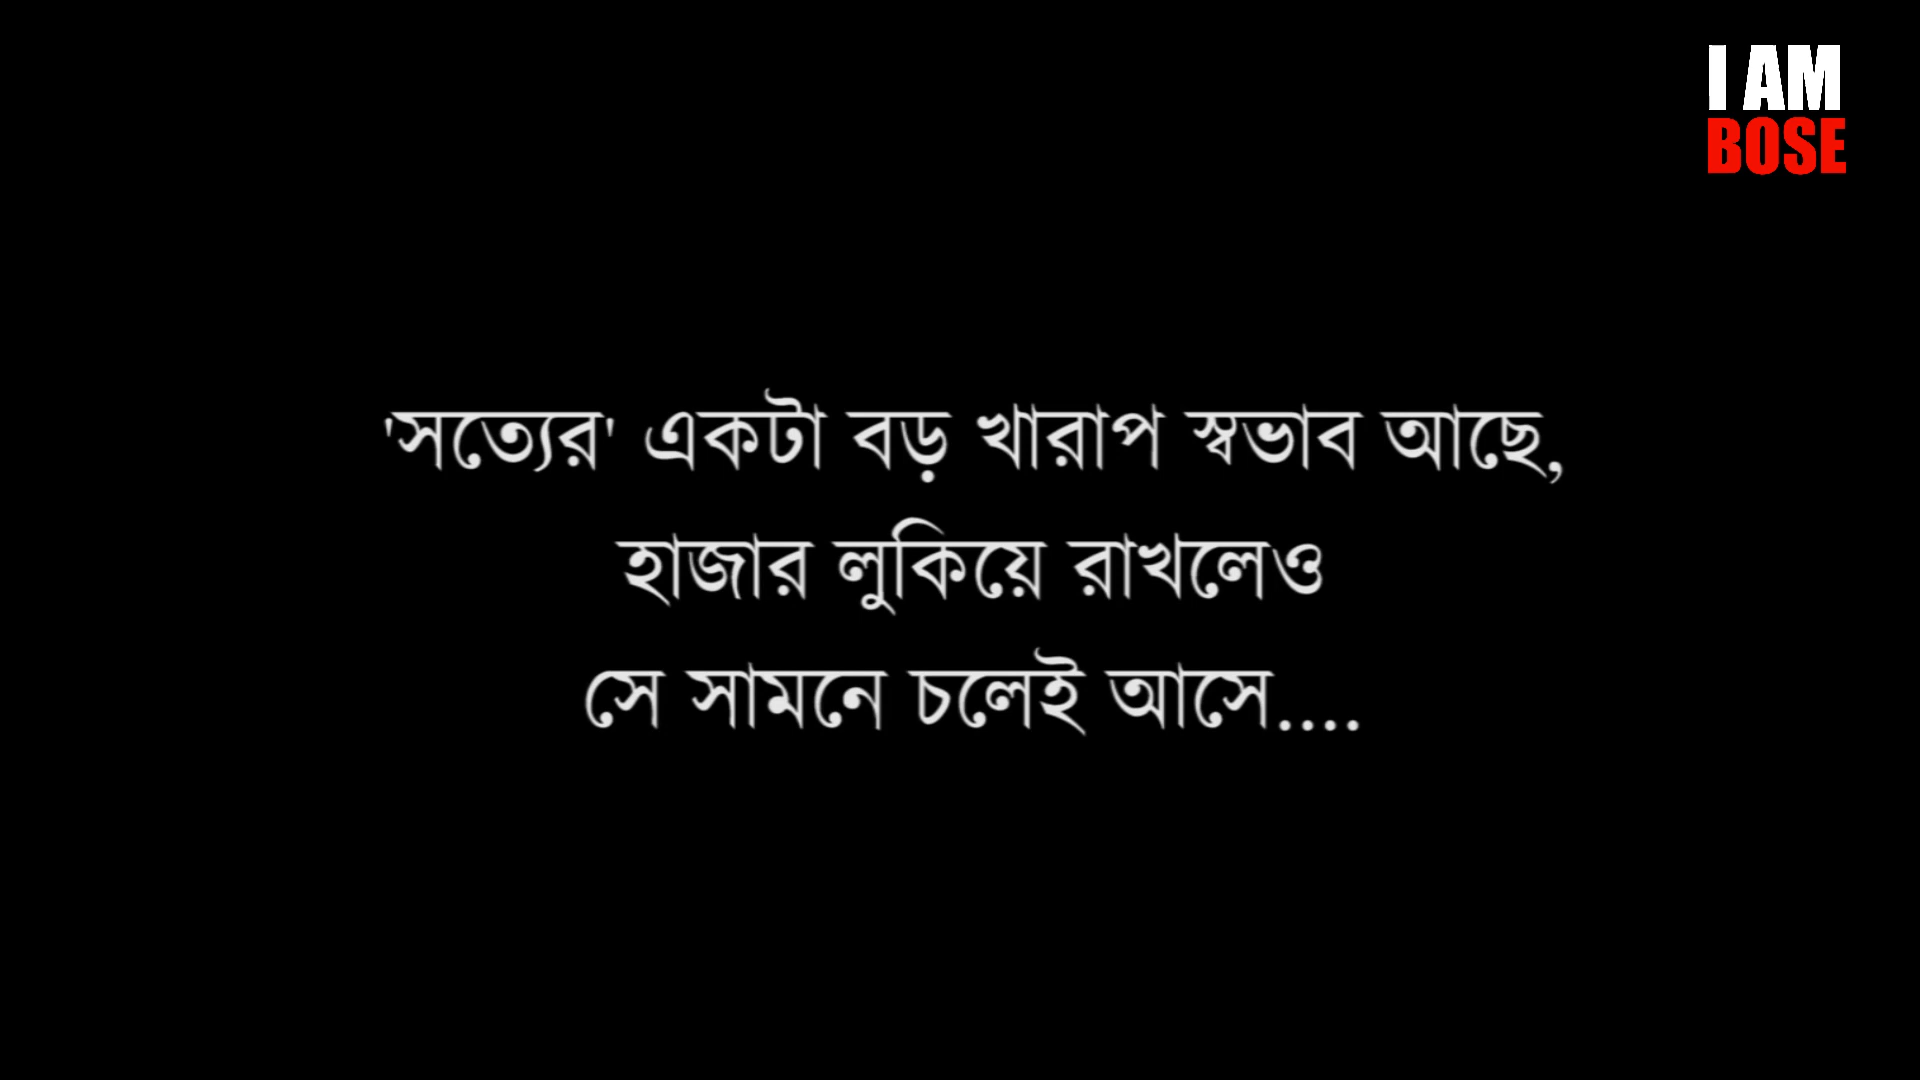 I AM
BOSE
'সত্যের' একটা বড় খারাপ স্বভাব আছে,
হাজার লুকিয়ে রাখলেও
সে সামনে চলেই আসে....